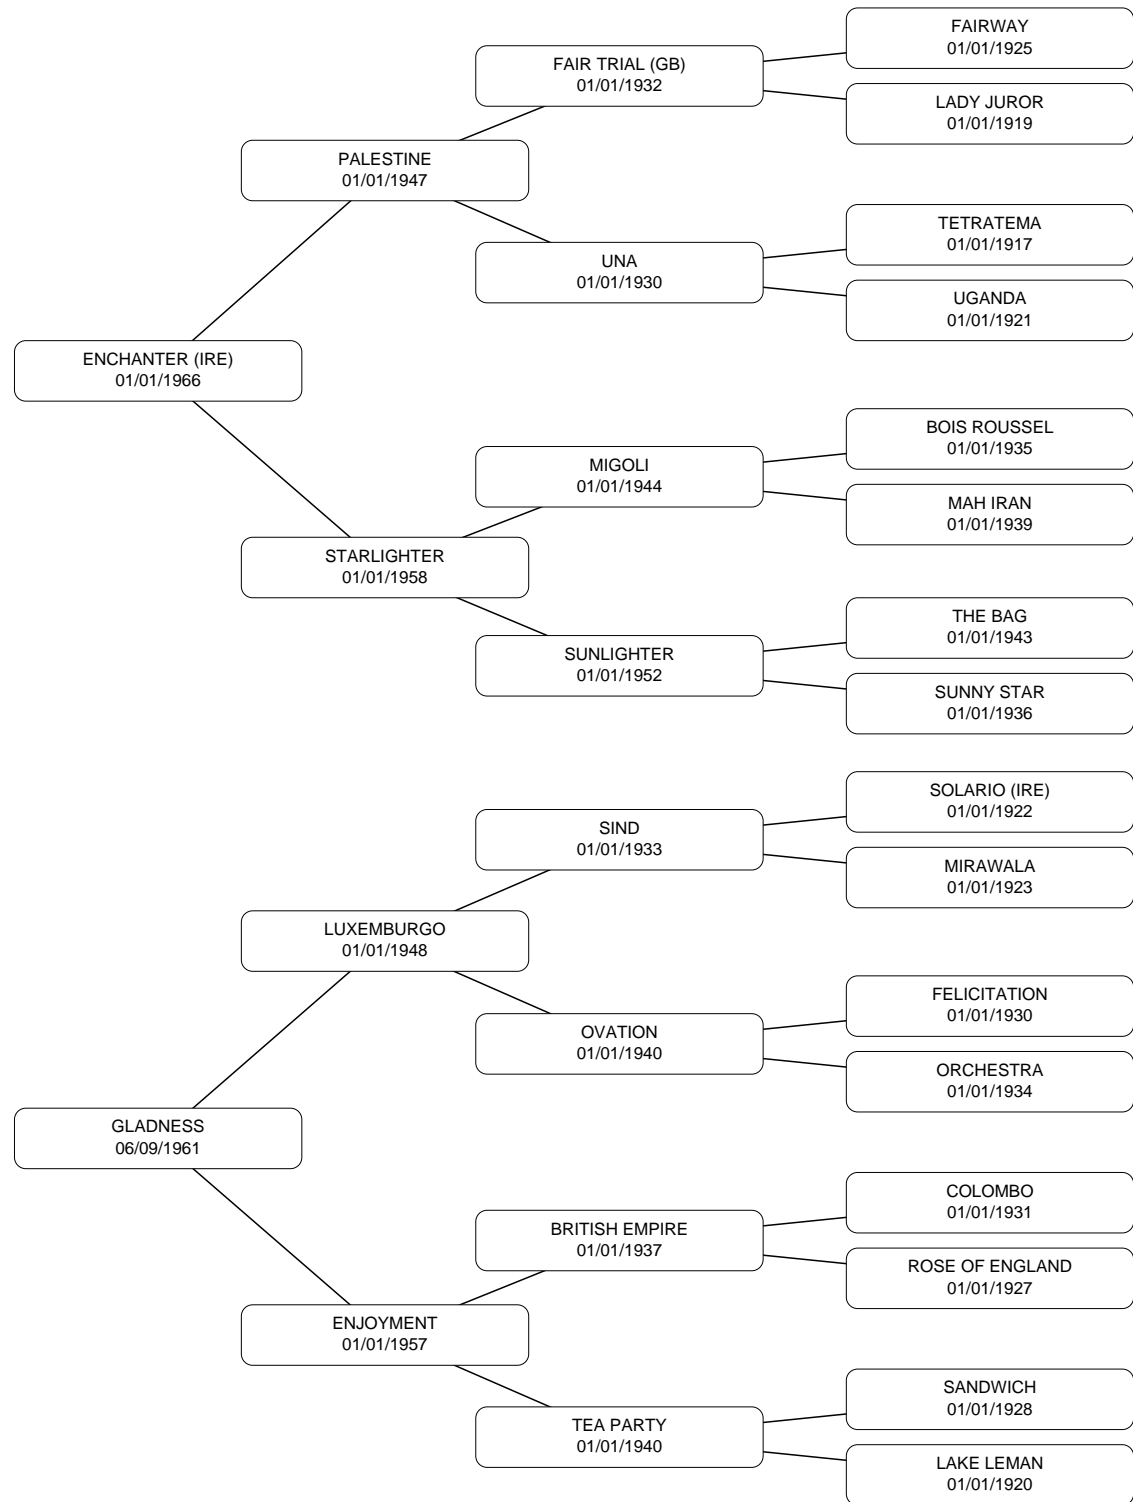 FAIRWAY
01/01/1925
FAIR TRIAL (GB)
01/01/1932
LADY JUROR
01/01/1919
PALESTINE
01/01/1947
TETRATEMA
01/01/1917
UNA
01/01/1930
UGANDA
01/01/1921
ENCHANTER (IRE)
01/01/1966
BOIS ROUSSEL
01/01/1935
MIGOLI
01/01/1944
MAH IRAN
01/01/1939
STARLIGHTER
01/01/1958
THE BAG
01/01/1943
SUNLIGHTER
01/01/1952
SUNNY STAR
01/01/1936
SOLARIO (IRE)
01/01/1922
SIND
01/01/1933
MIRAWALA
01/01/1923
LUXEMBURGO
01/01/1948
FELICITATION
01/01/1930
OVATION
01/01/1940
ORCHESTRA
01/01/1934
GLADNESS
06/09/1961
COLOMBO
01/01/1931
BRITISH EMPIRE
01/01/1937
ROSE OF ENGLAND
01/01/1927
ENJOYMENT
01/01/1957
SANDWICH
01/01/1928
TEA PARTY
01/01/1940
LAKE LEMAN
01/01/1920